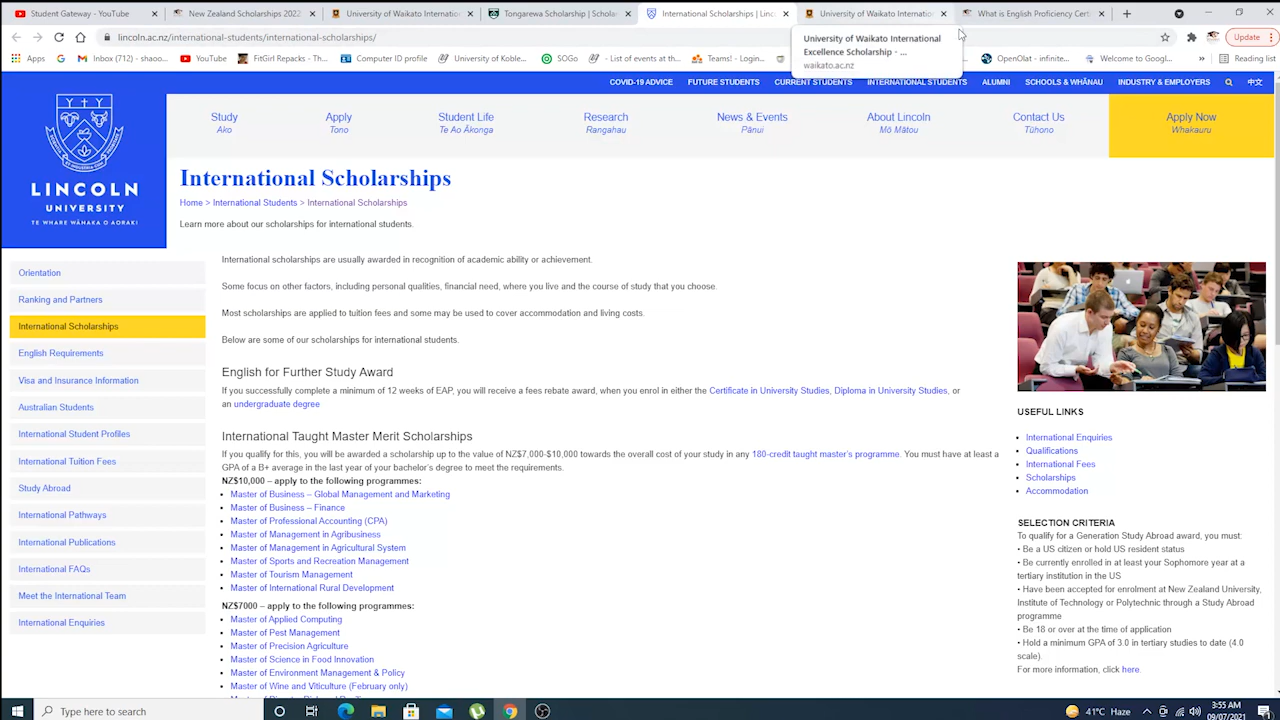 Student Gateway - YouTube
New Zealand Scholarships 2022
University of Waikato Internation
Tongarewa Scholarship | Scholar
International Scholarships | Linc
University of Waikato Internatio
What is English Proficiency Cert
lincoln.ac.nz/international-students/international-scholarships/
Update
Apps
Inbox (712) - shaoo...
YouTube
FitGirl Repacks - Th...
Computer ID profile
University of Koble...
SOGo
- List of events at th...
Teams! - Login...
OpenOlat - infinite...
Welcome to Googl...
Reading list
University of Waikato International
Excellence Scholarship - ...
waikato.ac.nz
COVID-19 ADVICE
FUTURE STUDENTS
CURRENT STUDENTS
INTERNATIONAL STUDENTS
ALUMNI
SCHOOLS & WHĀNAU
INDUSTRY & EMPLOYERS
中文
Study
Ako
Apply
Tono
Student Life
Te Ao Ākonga
Research
Rangahau
News & Events
Pānui
About Lincoln
Mō Mātou
Contact Us
Tūhono
Apply Now
Whakauru
LINCOLN
UNIVERSITY
TE WHARE WĀNAKA O AORAKI
International Scholarships
Home > International Students > International Scholarships
Learn more about our scholarships for international students.
Orientation
Ranking and Partners
International Scholarships
English Requirements
Visa and Insurance Information
Australian Students
International Student Profiles
International Tuition Fees
Study Abroad
International Pathways
International Publications
International FAQs
Meet the International Team
International Enquiries
International scholarships are usually awarded in recognition of academic ability or achievement.
Some focus on other factors, including personal qualities, financial need, where you live and the course of study that you choose.
Most scholarships are applied to tuition fees and some may be used to cover accommodation and living costs.
Below are some of our scholarships for international students.
English for Further Study Award
If you successfully complete a minimum of 12 weeks of EAP, you will receive a fees rebate award, when you enrol in either the Certificate in University Studies, Diploma in University Studies, or
an undergraduate degree
International Taught Master Merit Scholarships
If you qualify for this, you will be awarded a scholarship up to the value of NZ$7,000-$10,000 towards the overall cost of your study in any 180-credit taught master's programme. You must have at least a
GPA of a B+ average in the last year of your bachelor's degree to meet the requirements.
NZ$10,000 – apply to the following programmes:
• Master of Business – Global Management and Marketing
• Master of Business – Finance
• Master of Professional Accounting (CPA)
• Master of Management in Agribusiness
• Master of Management in Agricultural System
• Master of Sports and Recreation Management
• Master of Tourism Management
• Master of International Rural Development
NZ$7000 – apply to the following programmes:
• Master of Applied Computing
• Master of Pest Management
• Master of Precision Agriculture
• Master of Science in Food Innovation
• Master of Environment Management & Policy
• Master of Wine and Viticulture (February only)
USEFUL LINKS
• International Enquiries
• Qualifications
• International Fees
• Scholarships
• Accommodation
SELECTION CRITERIA
To qualify for a Generation Study Abroad award, you must:
• Be a US citizen or hold US resident status
• Be currently enrolled in at least your Sophomore year at a
tertiary institution in the US
• Have been accepted for enrolment at New Zealand University,
Institute of Technology or Polytechnic through a Study Abroad
programme
• Be 18 or over at the time of application
• Hold a minimum GPA of 3.0 in tertiary studies to date (4.0
scale).
For more information, click here.
Type here to search
41°C Haze
3:55 AM
09/07/2021